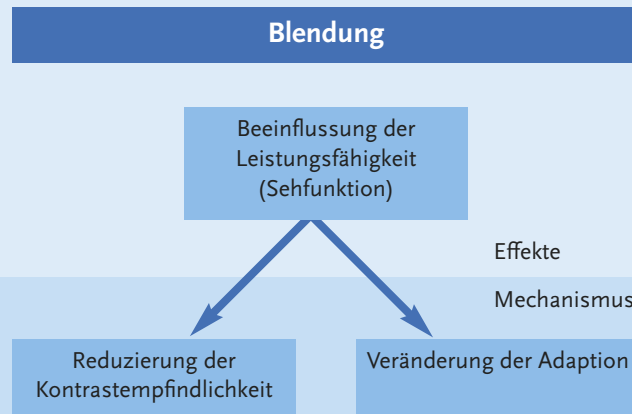 Blendung
Beeinflussung der
Leistungsfähigkeit
(Sehfunktion)
Effekte
Mechanismus
Reduzierung der
Kontrastempfindlichkeit
Veränderung der Adaption